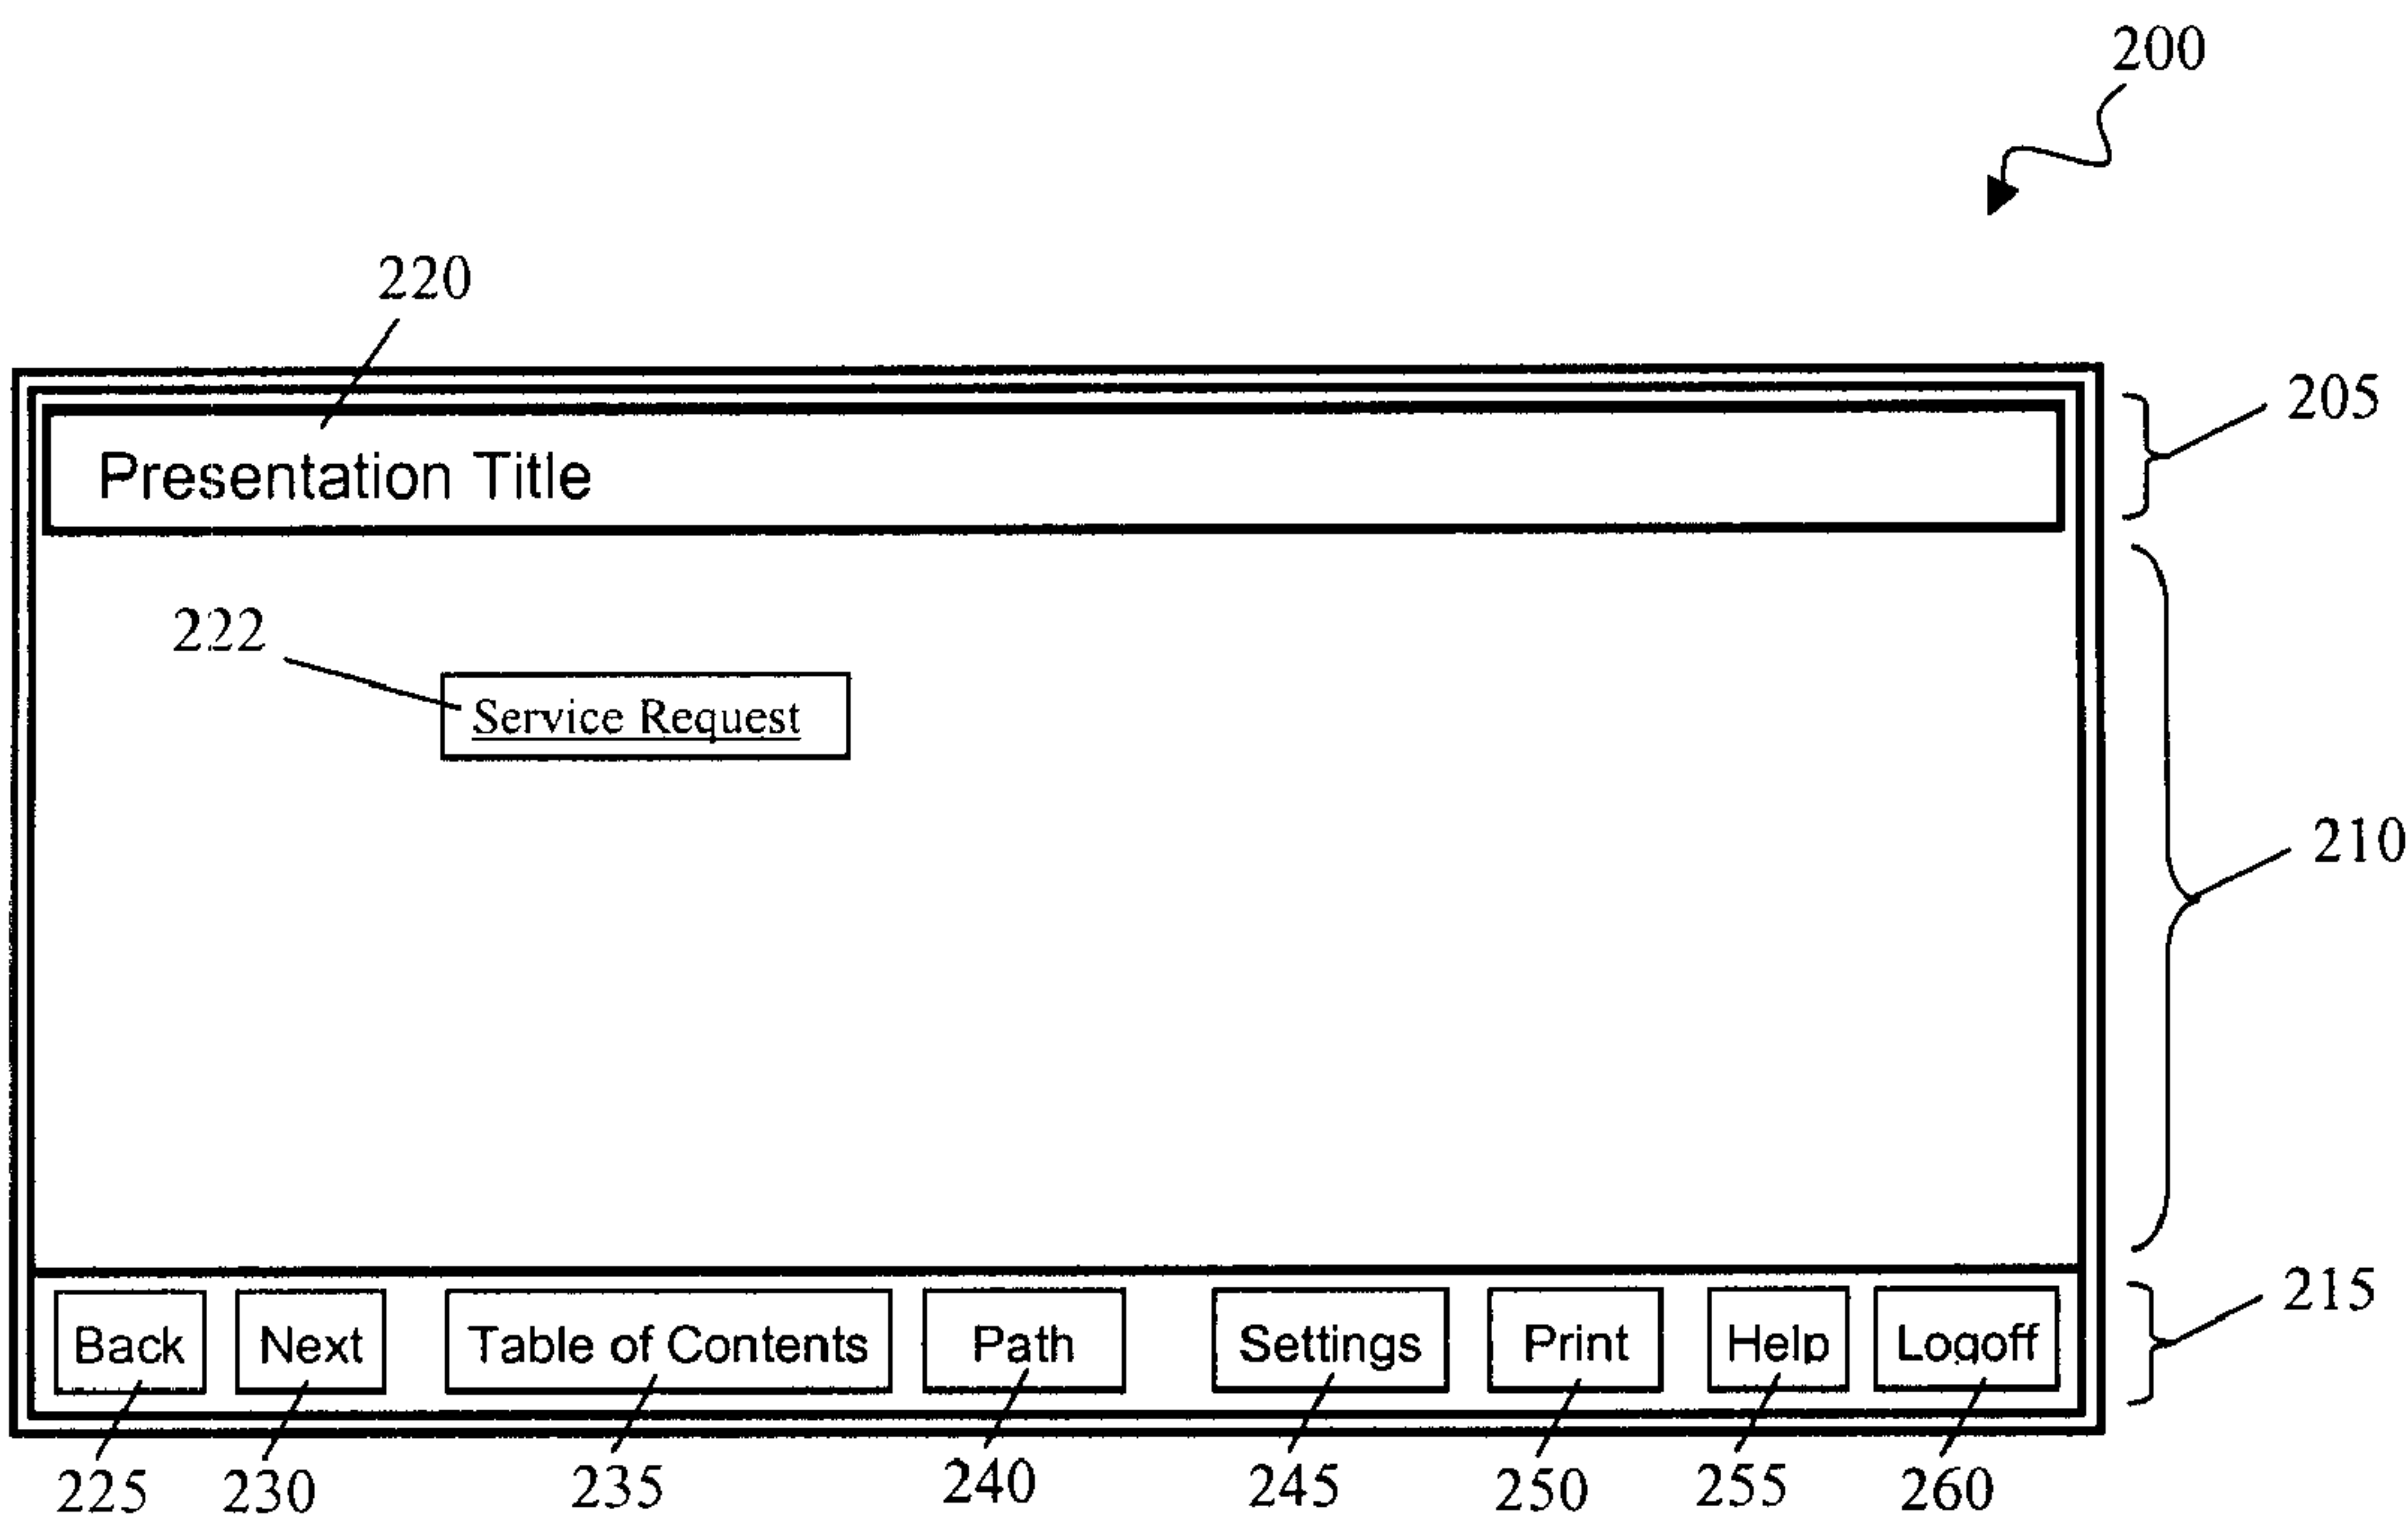 200
220
205
Presentation Title
222
Service Request
210
215
Back Next Table of Contents Path Settings Print Help Logoff
225 230 235 240 245 250 255 260